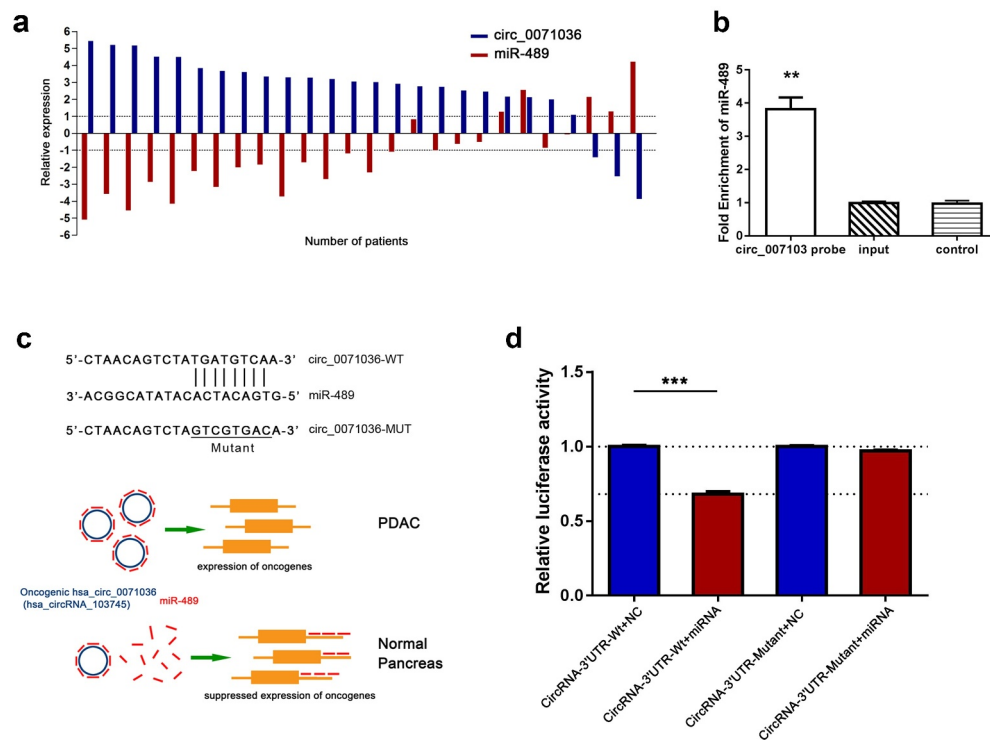 a
circ_0071036
miR-489
Relative expression
6
5
4
3
2
1
0
-1
-2
-3
-4
-5
-6
Number of patients
b
**
Fold Enrichment of miR-489
5
4
3
2
1
0
circ_007103 probe input control
c
5'-CTAACAGTCTATGATGTCAA-3' circ_0071036-WT
3'-ACGGCATATACACTACAGTG-5' miR-489
5'-CTAACAGTCTAGTCGTGACA-3' circ_0071036-MUT
Mutant
PDAC
expression of oncogenes
Oncogenic hsa_circ_0071036 miR-489
(hsa_circRNA_103745)
Normal
Pancreas
suppressed expression of oncogenes
d
***
Relative luciferase activity
1.5
1.0
0.5
0.0
CircRNA-3'UTR-Wt+NC
CircRNA-3'UTR-Wt+miRNA
CircRNA-3'UTR-Mutant+NC
CircRNA-3'UTR-Mutant+miRNA